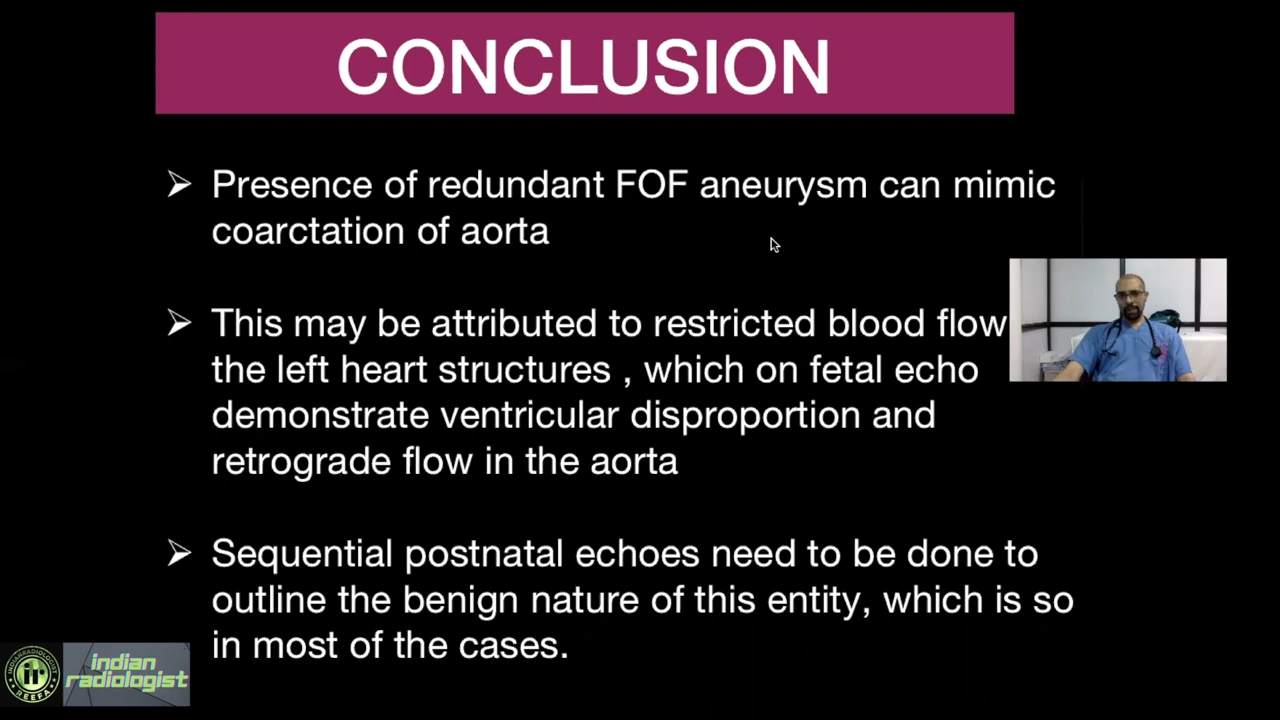 CONCLUSION
➢ Presence of redundant FOF aneurysm can mimic
coarctation of aorta
➢ This may be attributed to restricted blood flow
the left heart structures , which on fetal echo
demonstrate ventricular disproportion and
retrograde flow in the aorta
➢ Sequential postnatal echoes need to be done to
outline the benign nature of this entity, which is so
in most of the cases.
INDIANRADIOLOGIST
ir
REEFA
indian
radiologist